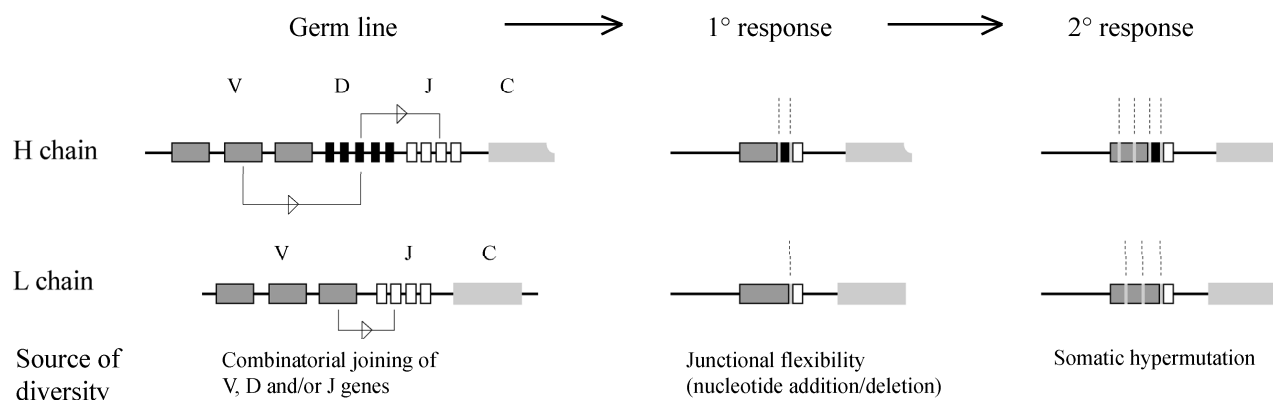 Germ line 1° response 2° response
V D J C
H chain
V J C
L chain
Source of
diversity
Combinatorial joining of
V, D and/or J genes
Junctional flexibility
(nucleotide addition/deletion)
Somatic hypermutation